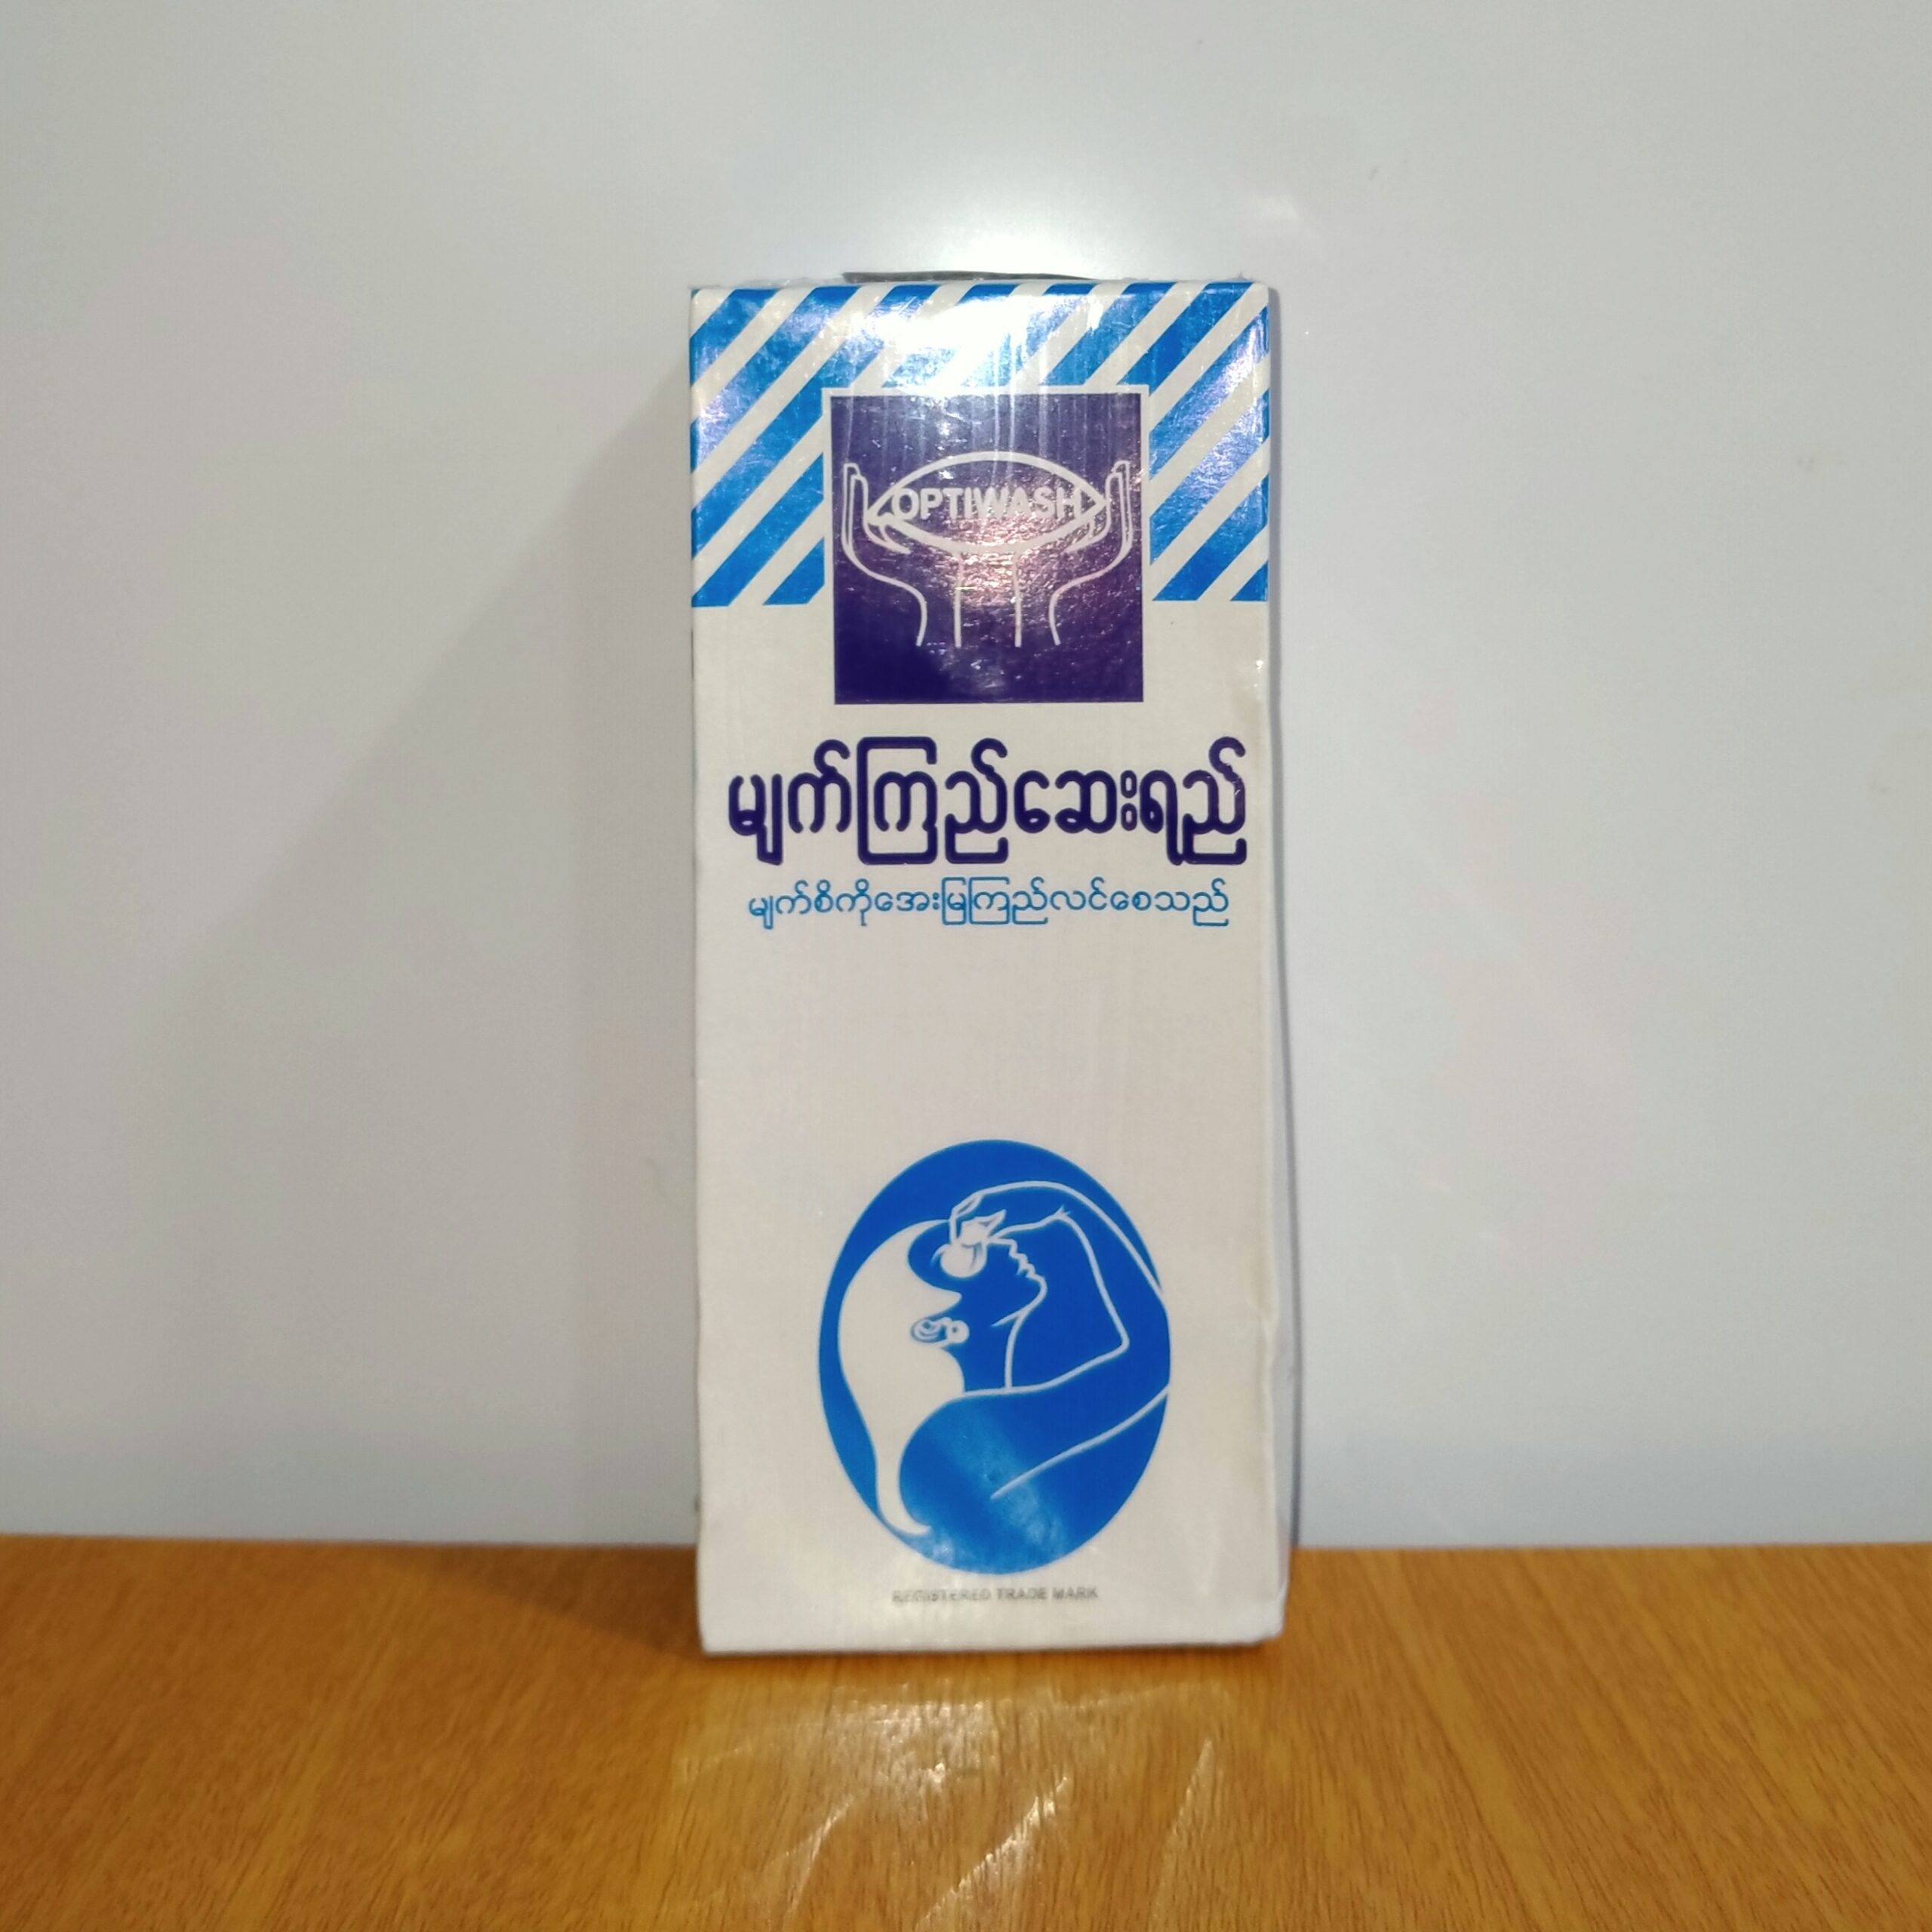 OPTIWASH
မျက်ကြည်ဆေးရည်
မျက်စိကိုအေးမြကြည်လင်စေသည်
REGISTERED TRADE MARK